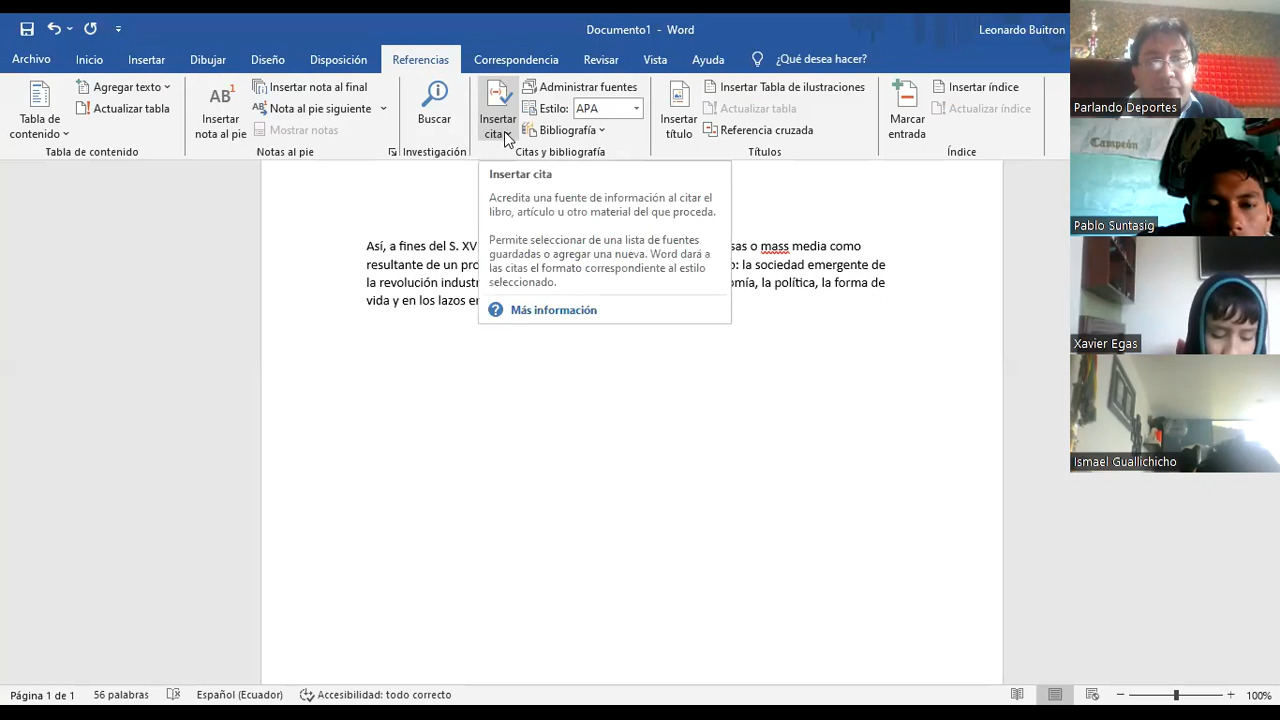 Documento1 - Word
Leonardo Buitron
Archivo Inicio Insertar Dibujar Diseño Disposición Referencias Correspondencia Revisar Vista Ayuda ¿Qué desea hacer?
Tabla de contenido
Agregar texto
Actualizar tabla
Tabla de contenido
AB1
Insertar nota al pie
Insertar nota al final
AB Nota al pie siguiente
Mostrar notas
Notas al pie
Buscar
Investigación
Insertar cita
Administrar fuentes
Estilo: APA
Bibliografía
Citas y bibliografía
Insertar título
Insertar Tabla de ilustraciones
Actualizar tabla
Referencia cruzada
Títulos
Marcar entrada
Insertar índice
Actualizar índice
Índice
Insertar cita
Acredita una fuente de información al citar el
libro, artículo u otro material del que proceda.
Permite seleccionar de una lista de fuentes
guardadas o agregar una nueva. Word dará a
las citas el formato correspondiente al estilo
seleccionado.
Más información
Así, a fines del S. XV sas o mass media como
resultante de un pro o: la sociedad emergente de
la revolución industr omía, la política, la forma de
vida y en los lazos en
Parlando Deportes
Campeón
Pablo Suntasig
Xavier Egas
Ismael Guallichicho
Página 1 de 1 56 palabras Español (Ecuador) Accesibilidad: todo correcto 100%